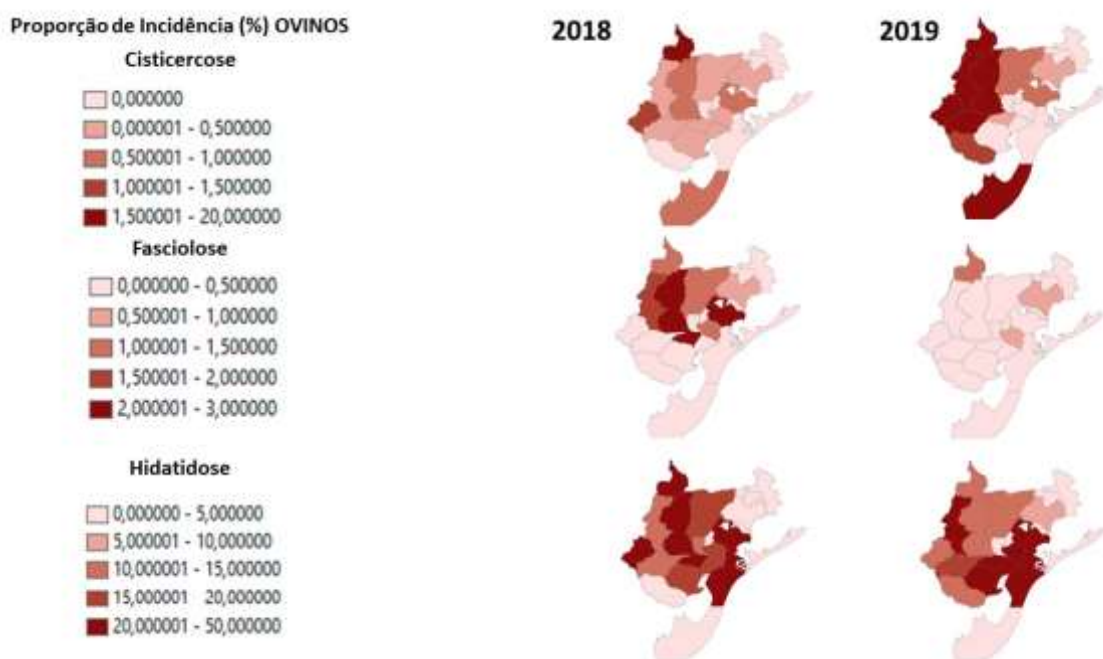 Proporção de Incidência (%) OVINOS
2018
2019
Cisticercose
0,000000
0,000001 - 0,500000
0,500001 - 1,000000
1,000001 - 1,500000
1,500001 - 20,000000
Fasciolose
0,000000 - 0,500000
0,500001 - 1,000000
1,000001 - 1,500000
1,500001 - 2,000000
2,000001 - 3,000000
Hidatidose
0,000000 - 5,000000
5,000001 - 10,000000
10,000001 - 15,000000
15,000001 20,000000
20,000001 - 50,000000